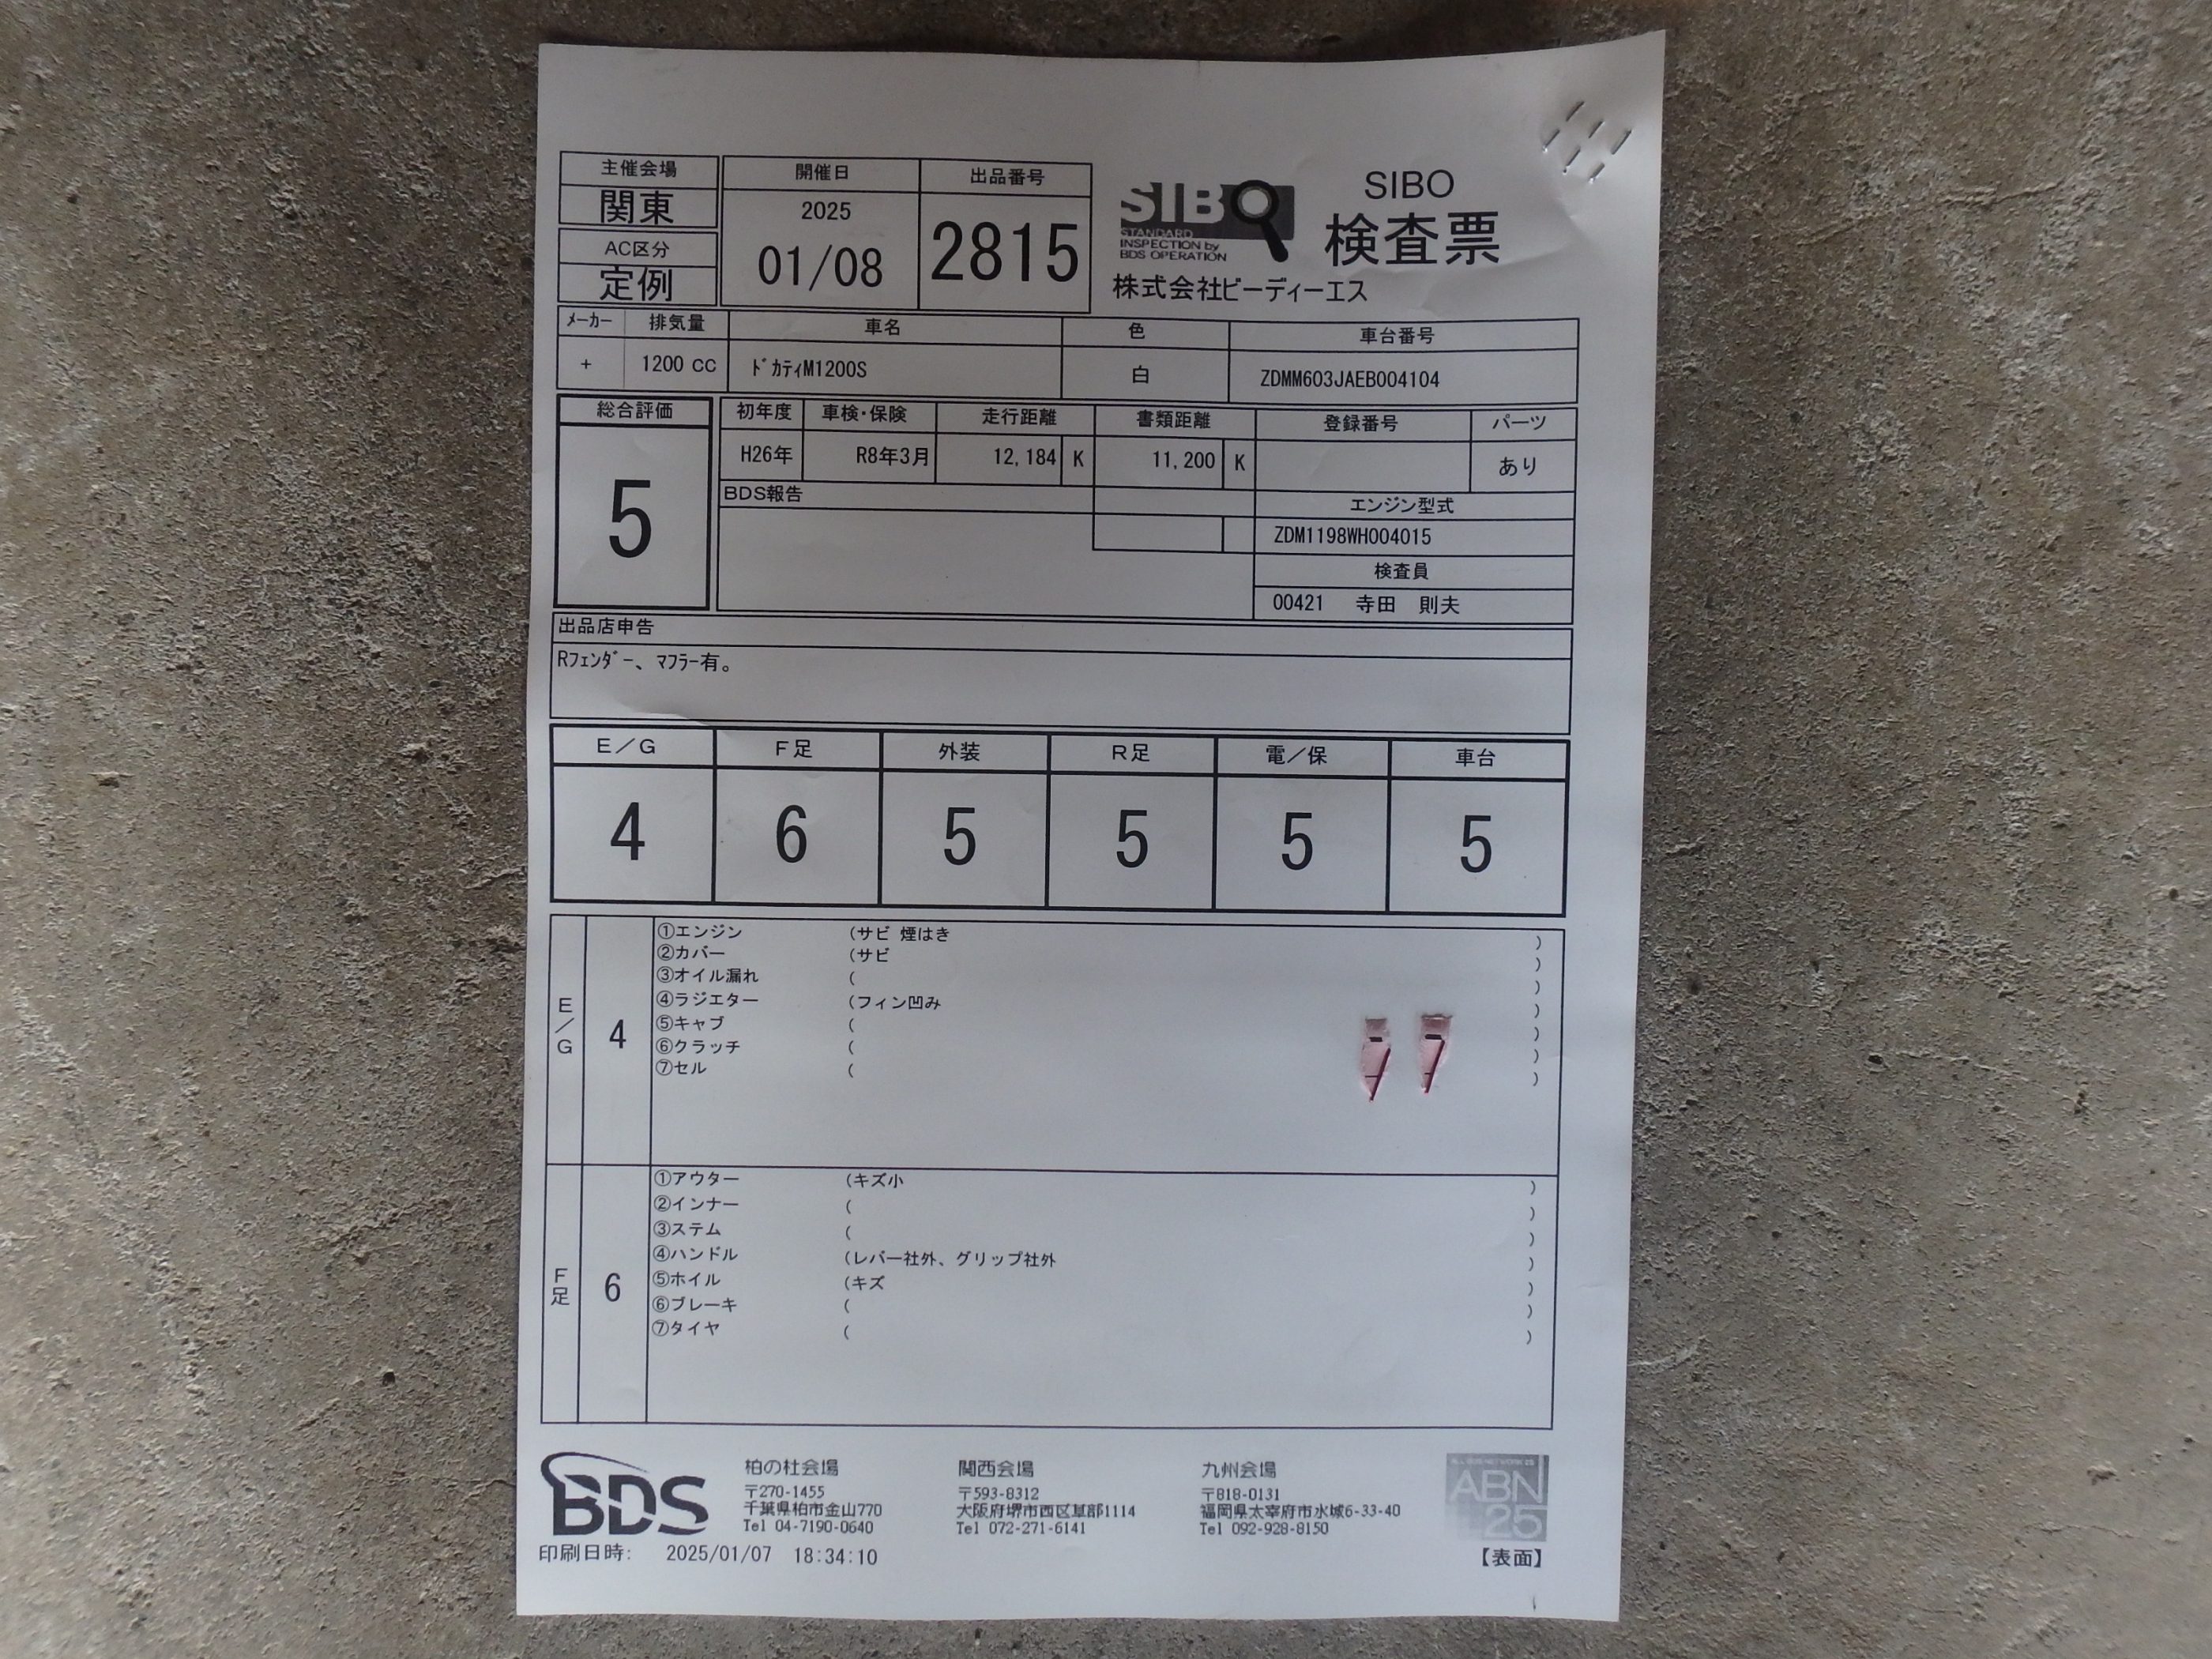 主催会場
関東
AC区分
定例
開催日
2025
01/08
出品番号
2815
SIBO
STANDARD
INSPECTION by
BDS OPERATION
SIBO
検査票
株式会社ビーディーエス
メーカー 排気量 車名 色 車台番号
+ 1200 CC ドカティM1200S 白 ZDMM603JAEB004104
総合評価
5
初年度 車検・保険 走行距離 書類距離 登録番号 パーツ
H26年 R8年3月 12,184 K 11,200 K あり
BDS報告
エンジン型式
ZDM1198WH004015
検査員
00421 寺田 則夫
出品店申告
Rフェンダー、マフラー有。
E/G F足 外装 R足 電/保 車台
4 6 5 5 5 5
E/G
4
①エンジン (サビ 煙はき )
②カバー (サビ )
③オイル漏れ ( )
④ラジエター (フィン凹み )
⑤キャブ ( )
⑥クラッチ ( )
⑦セル ( )
F足
6
①アウター (キズ小 )
②インナー ( )
③ステム ( )
④ハンドル (レバー社外、グリップ社外 )
⑤ホイル (キズ )
⑥ブレーキ ( )
⑦タイヤ ( )
BDS
柏の杜会場
〒270-1455
千葉県柏市金山770
Tel 04-7190-0640
関西会場
〒593-8312
大阪府堺市西区草部1114
Tel 072-271-6141
九州会場
〒818-0131
福岡県太宰府市水城6-33-40
Tel 092-928-8150
ABN
25
印刷日時: 2025/01/07 18:34:10
【表面】